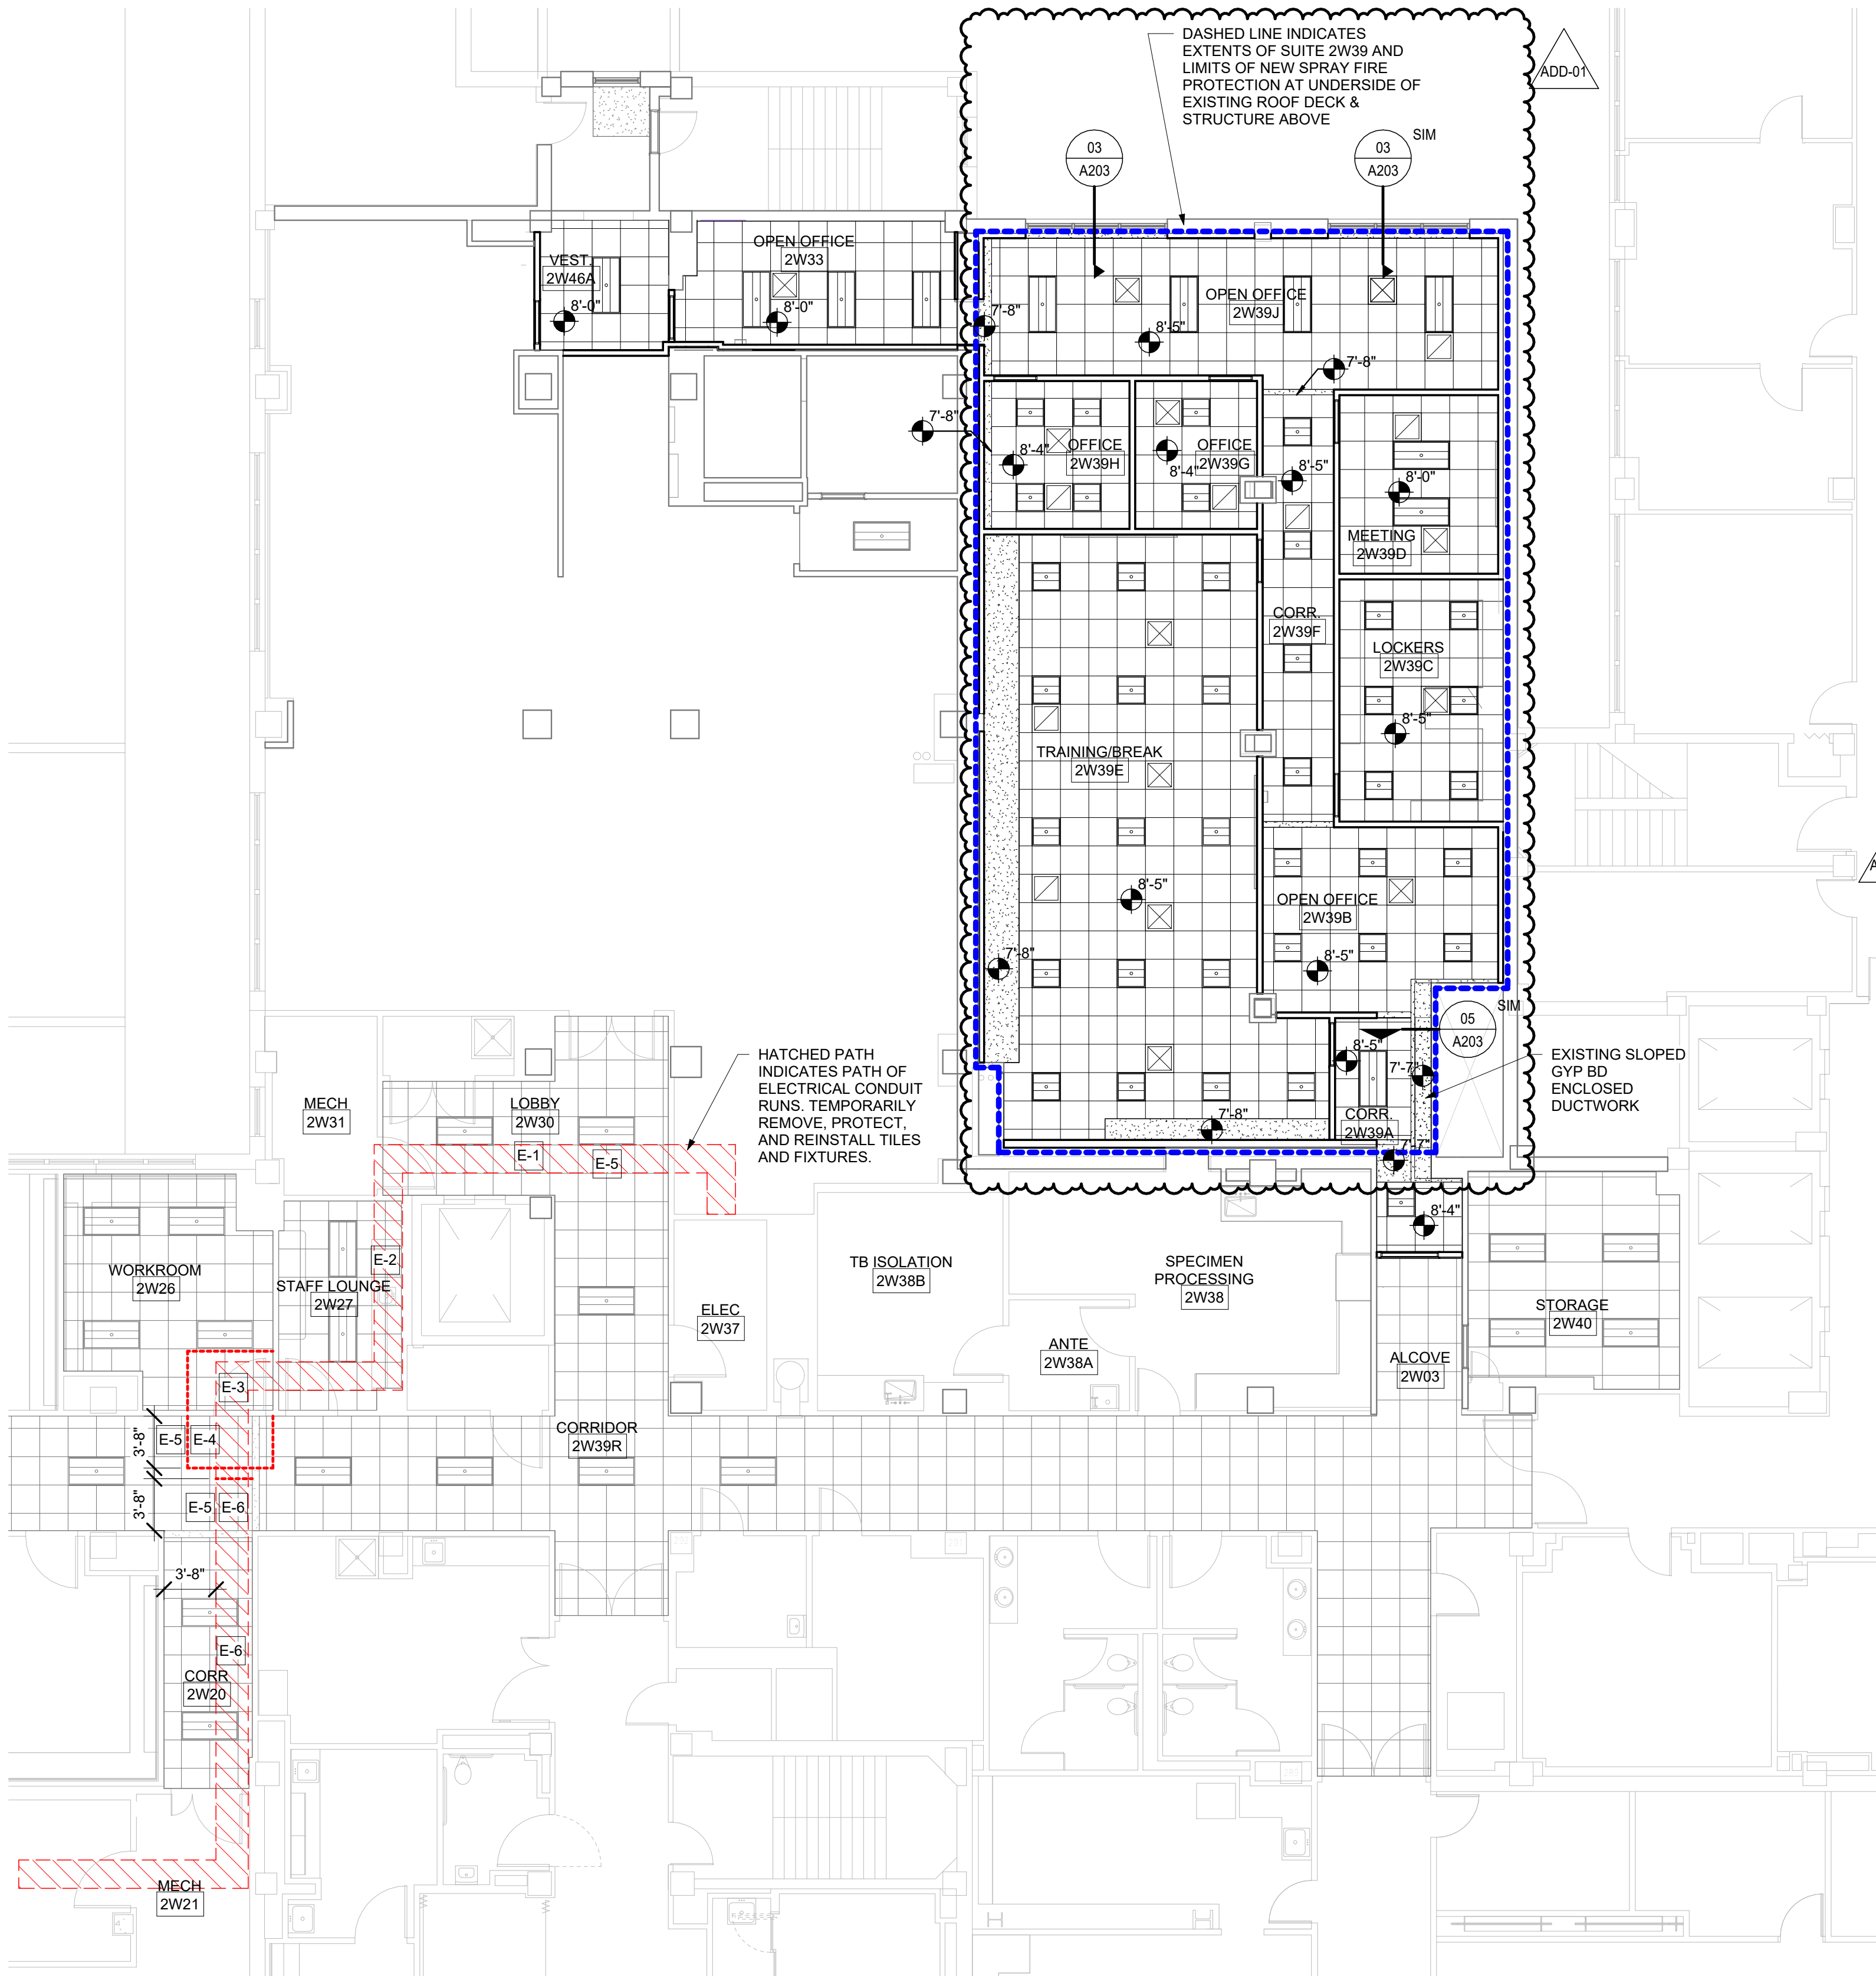 DASHED LINE INDICATES
EXTENTS OF SUITE 2W39 AND
LIMITS OF NEW SPRAY FIRE
PROTECTION AT UNDERSIDE OF
EXISTING ROOF DECK &
STRUCTURE ABOVE
ADD-01
03
A203
SIM
03
A203
VEST.
2W46A
8'-0"
OPEN OFFICE
2W33
8'-0"
7'-8"
OPEN OFFICE
2W39J
8'-5"
7'-8"
7'-8"
8'-4"
OFFICE
2W39H
OFFICE
2W39G
8'-4"
8'-5"
8'-0"
MEETING
2W39D
CORR.
2W39F
LOCKERS
2W39C
8'-5"
TRAINING/BREAK
2W39E
8'-5"
7'-8"
OPEN OFFICE
2W39B
8'-5"
05
A203
SIM
8'-5"
7'-7"
EXISTING SLOPED
GYP BD
ENCLOSED
DUCTWORK
CORR.
2W39A
7'-8"
7'-7"
8'-4"
HATCHED PATH
INDICATES PATH OF
ELECTRICAL CONDUIT
RUNS. TEMPORARILY
REMOVE, PROTECT,
AND REINSTALL TILES
AND FIXTURES.
MECH
2W31
LOBBY
2W30
E-1
E-5
E-2
WORKROOM
2W26
STAFF LOUNGE
2W27
ELEC
2W37
TB ISOLATION
2W38B
SPECIMEN
PROCESSING
2W38
ANTE
2W38A
STORAGE
2W40
ALCOVE
2W03
E-3
3'-8"
E-5
E-4
CORRIDOR
2W39R
3'-8"
E-5
E-6
3'-8"
E-6
CORR
2W20
MECH
2W21